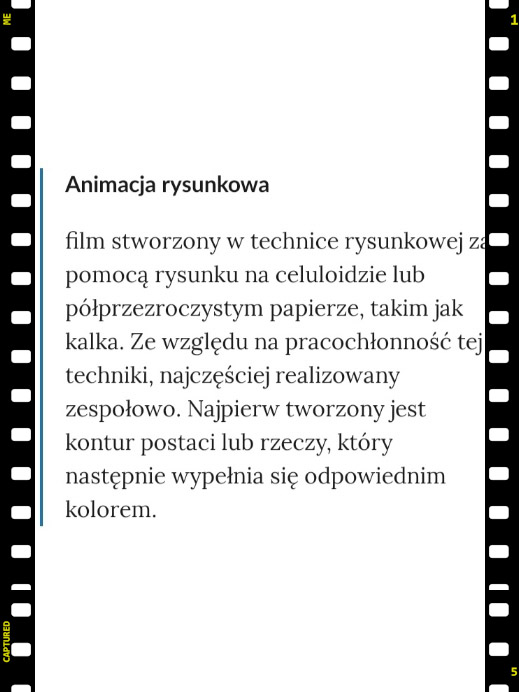 ME
1
Animacja rysunkowa
film stworzony w technice rysunkowej za
pomocą rysunku na celuloidzie lub
półprzezroczystym papierze, takim jak
kalka. Ze względu na pracochłonność tej
techniki, najczęściej realizowany
zespołowo. Najpierw tworzony jest
kontur postaci lub rzeczy, który
następnie wypełnia się odpowiednim
kolorem.
CAPTURED
5